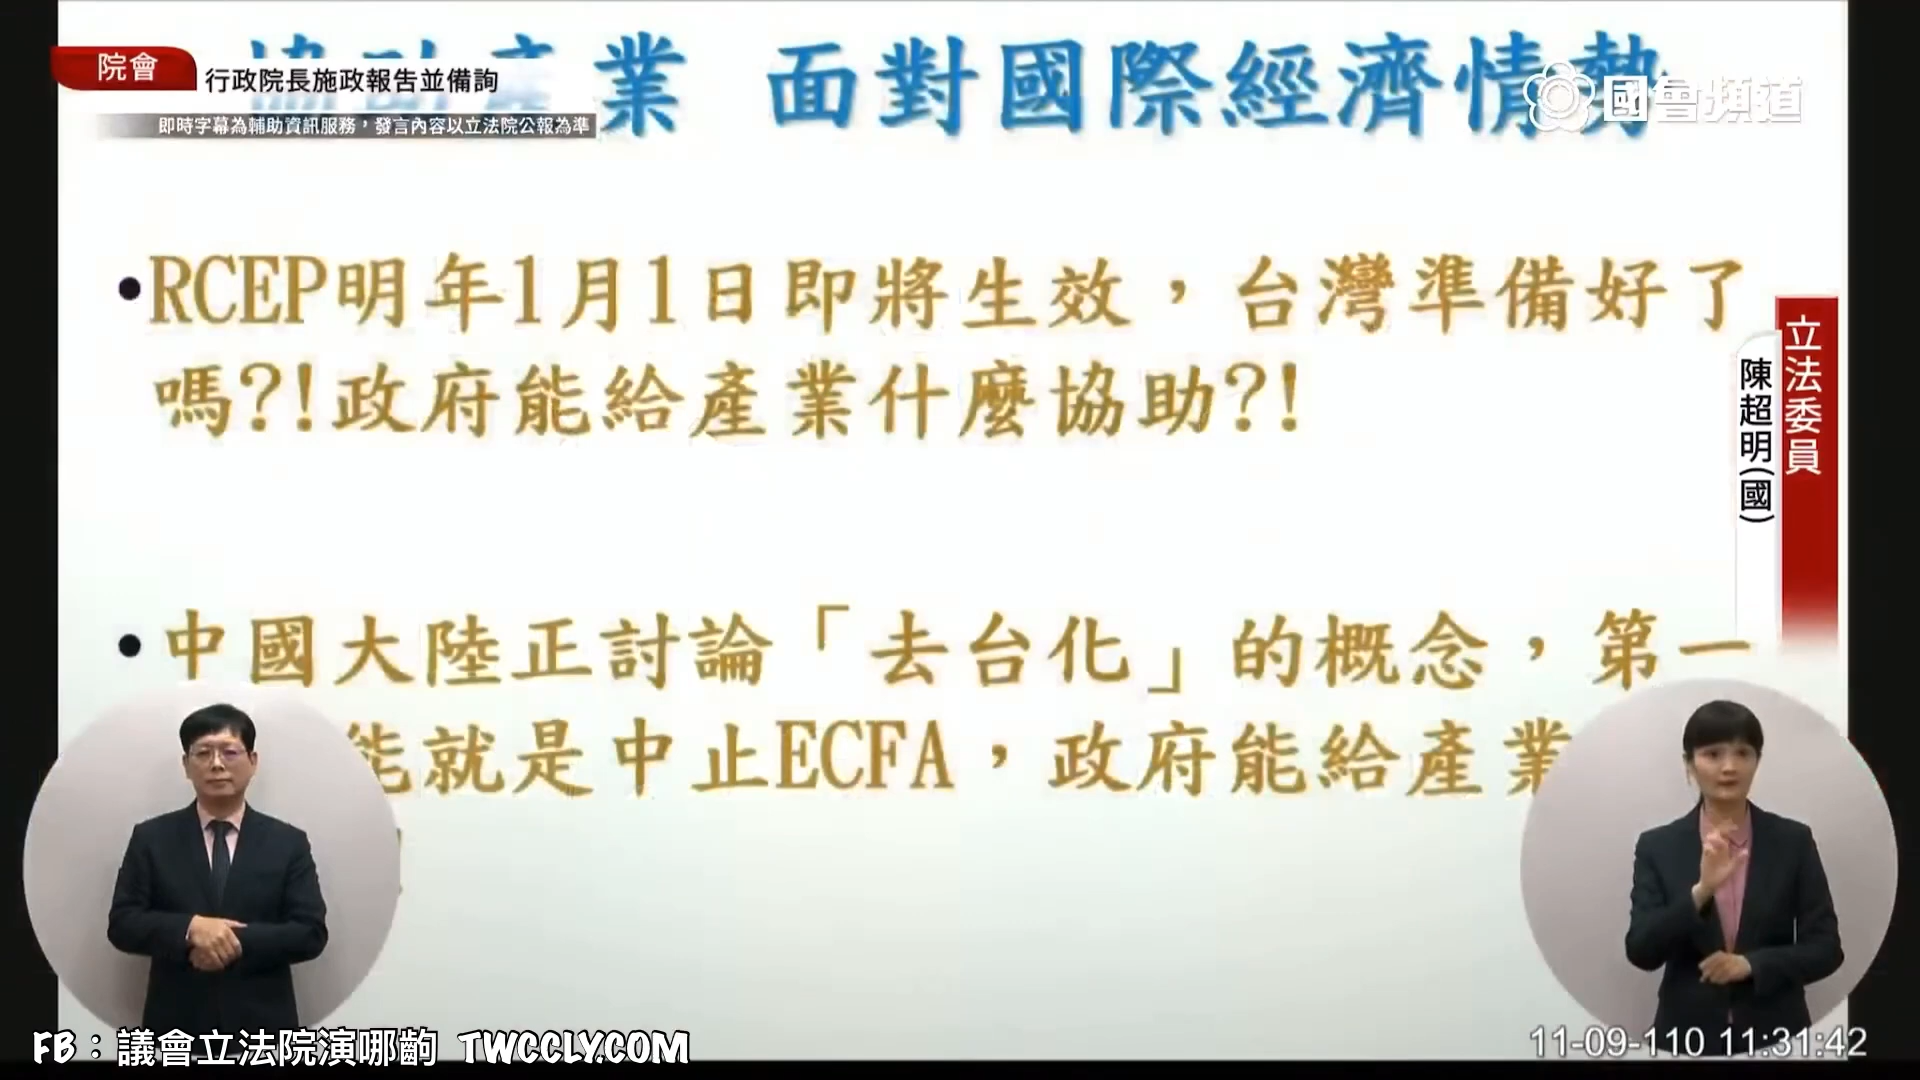 院會
行政院長施政報告並備詢
即時字幕為輔助資訊服務，發言內容以立法院公報為準
協助產業 面對國際經濟情勢
國會頻道
•RCEP明年1月1日即將生效，台灣準備好了
嗎?!政府能給產業什麼協助?!
•中國大陸正討論「去台化」的概念，第一
能就是中止ECFA，政府能給產業
立法委員
陳超明(國)
FB：議會立法院演哪齣 TWCCLY.COM
11-09-110 11:31:42